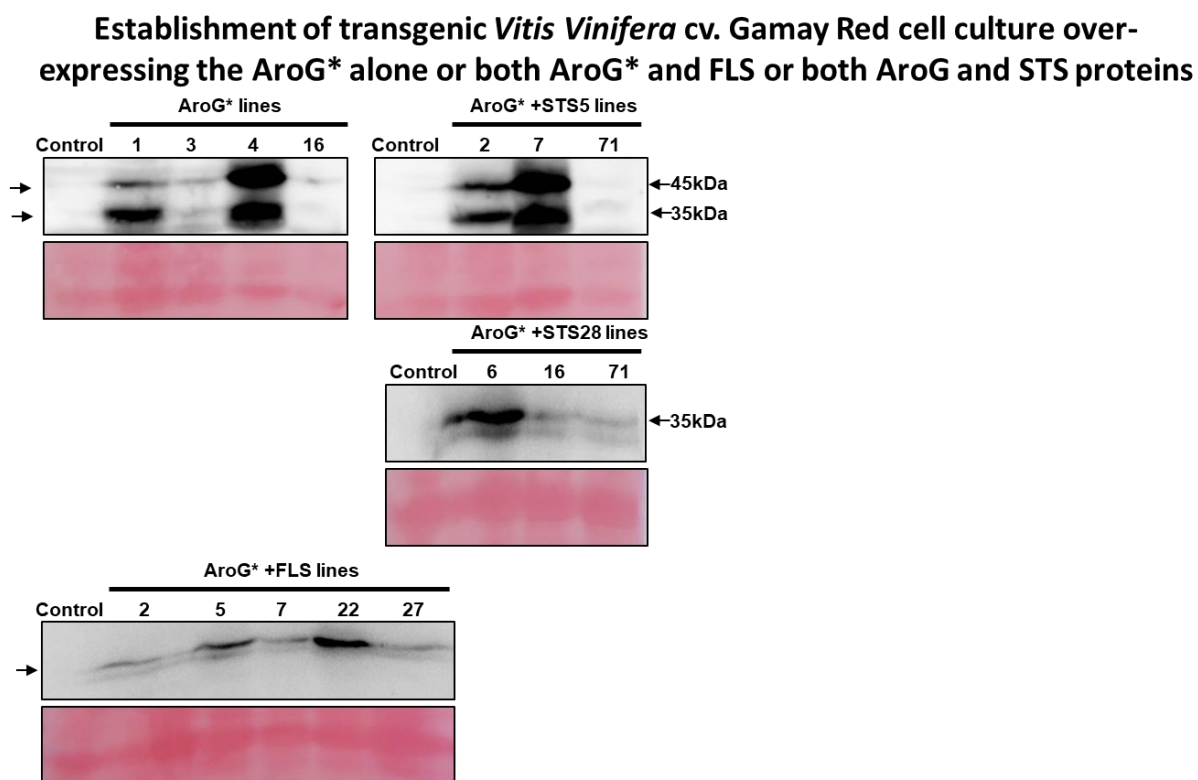 Establishment of transgenic Vitis Vinifera cv. Gamay Red cell culture over-
expressing the AroG* alone or both AroG* and FLS or both AroG and STS proteins
AroG* lines
Control 1 3 4 16
AroG* +STS5 lines
Control 2 7 71
45kDa
35kDa
AroG* +STS28 lines
Control 6 16 71
35kDa
AroG* +FLS lines
Control 2 5 7 22 27